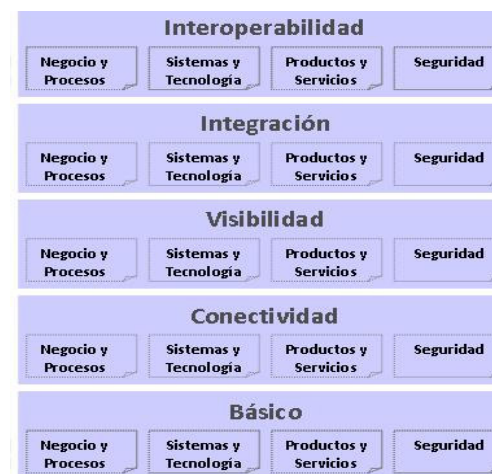 Interoperabilidad
Negocio y Sistemas y Productos y Seguridad
Procesos Tecnología Servicios
Integración
Negocio y Sistemas y Productos y Seguridad
Procesos Tecnología Servicios
Visibilidad
Negocio y Sistemas y Productos y Seguridad
Procesos Tecnología Servicios
Conectividad
Negocio y Sistemas y Productos y Seguridad
Procesos Tecnología Servicios
Básico
Negocio y Sistemas y Productos y Seguridad
Procesos Tecnología Servicios